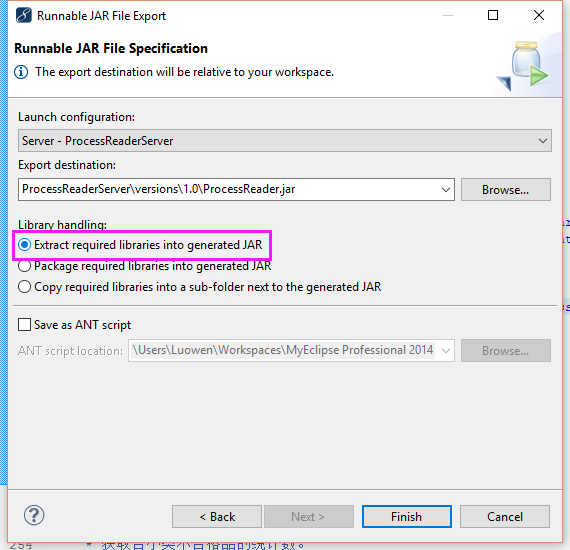 Runnable JAR File Export
Runnable JAR File Specification
The export destination will be relative to your workspace.
Launch configuration:
Server - ProcessReaderServer
Export destination:
ProcessReaderServer\versions\1.0\ProcessReader.jar
Browse...
Library handling:
Extract required libraries into generated JAR
Package required libraries into generated JAR
Copy required libraries into a sub-folder next to the generated JAR
Save as ANT script
ANT script location:
\Users\Luowen\Workspaces\MyEclipse Professional 2014
Browse...
?
< Back
Next >
Finish
Cancel
254